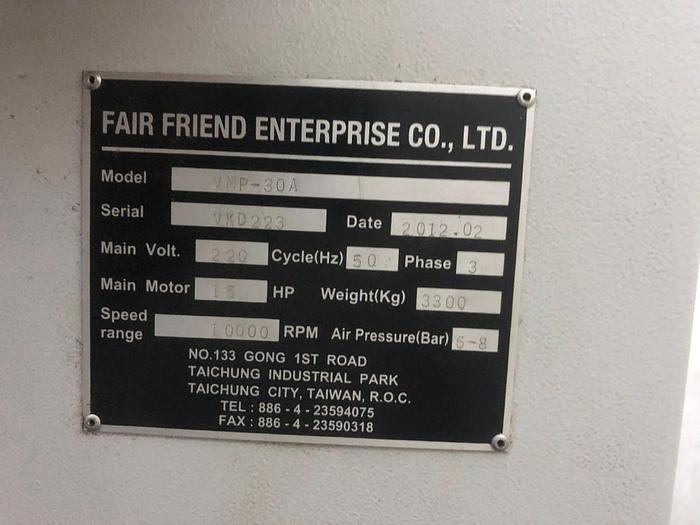 FAIR FRIEND ENTERPRISE CO., LTD.
Model VMP-30A
Serial VKD223 Date 2012.02
Main Volt. 220 Cycle(Hz) 50 Phase 3
Main Motor 15 HP Weight(Kg) 3300
Speed range 10000 RPM Air Pressure(Bar) 6-8
NO.133 GONG 1ST ROAD
TAICHUNG INDUSTRIAL PARK
TAICHUNG CITY, TAIWAN, R.O.C.
TEL : 886 - 4 - 23594075
FAX : 886 - 4 - 23590318